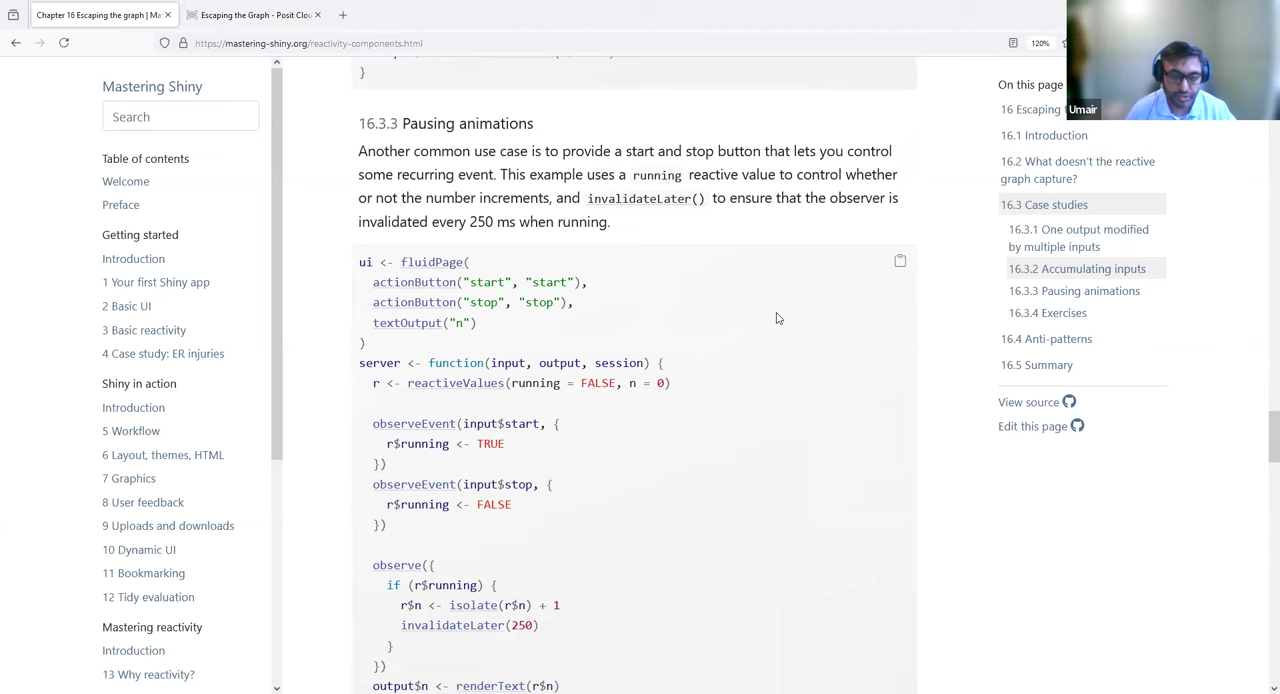 Chapter 16 Escaping the graph | Ma
Escaping the Graph - Posit Clou
https://mastering-shiny.org/reactivity-components.html
120%
Umair
Mastering Shiny
Search
Table of contents
Welcome
Preface
Getting started
Introduction
1 Your first Shiny app
2 Basic UI
3 Basic reactivity
4 Case study: ER injuries
Shiny in action
Introduction
5 Workflow
6 Layout, themes, HTML
7 Graphics
8 User feedback
9 Uploads and downloads
10 Dynamic UI
11 Bookmarking
12 Tidy evaluation
Mastering reactivity
Introduction
13 Why reactivity?
}
16.3.3 Pausing animations
Another common use case is to provide a start and stop button that lets you control
some recurring event. This example uses a running reactive value to control whether
or not the number increments, and invalidateLater() to ensure that the observer is
invalidated every 250 ms when running.
ui <- fluidPage(
  actionButton("start", "start"),
  actionButton("stop", "stop"),
  textOutput("n")
)
server <- function(input, output, session) {
  r <- reactiveValues(running = FALSE, n = 0)
  observeEvent(input$start, {
    r$running <- TRUE
  })
  observeEvent(input$stop, {
    r$running <- FALSE
  })
  observe({
    if (r$running) {
      r$n <- isolate(r$n) + 1
      invalidateLater(250)
    }
  })
  output$n <- renderText(r$n)
On this page
16 Escaping
16.1 Introduction
16.2 What doesn't the reactive
graph capture?
16.3 Case studies
16.3.1 One output modified
by multiple inputs
16.3.2 Accumulating inputs
16.3.3 Pausing animations
16.3.4 Exercises
16.4 Anti-patterns
16.5 Summary
View source
Edit this page